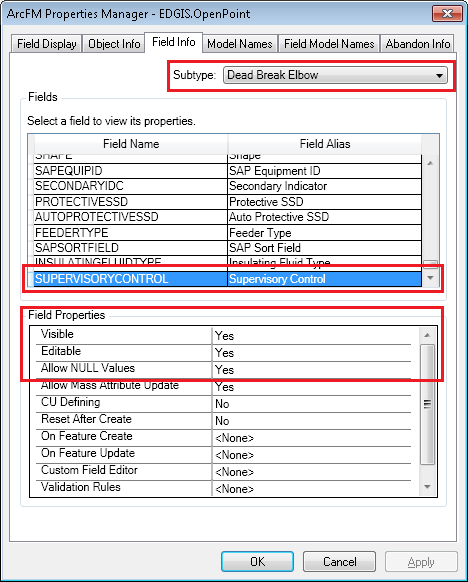 ArcFM Properties Manager - EDGIS.OpenPoint
Field Display Object Info Field Info Model Names Field Model Names Abandon Info
Subtype: Dead Break Elbow
Fields
Select a field to view its properties.
Field Name Field Alias
SHAPE Shape
SAPEQUIPID SAP Equipment ID
SECONDARYIDC Secondary Indicator
PROTECTIVESSD Protective SSD
AUTOPROTECTIVESSD Auto Protective SSD
FEEDERTYPE Feeder Type
SAPSORTFIELD SAP Sort Field
INSULATINGFLUIDTYPE Insulating Fluid Type
SUPERVISORYCONTROL Supervisory Control
Field Properties
Visible Yes
Editable Yes
Allow NULL Values Yes
Allow Mass Attribute Update Yes
CU Defining No
Reset After Create No
On Feature Create <None>
On Feature Update <None>
Custom Field Editor <None>
Validation Rules <None>
OK Cancel Apply